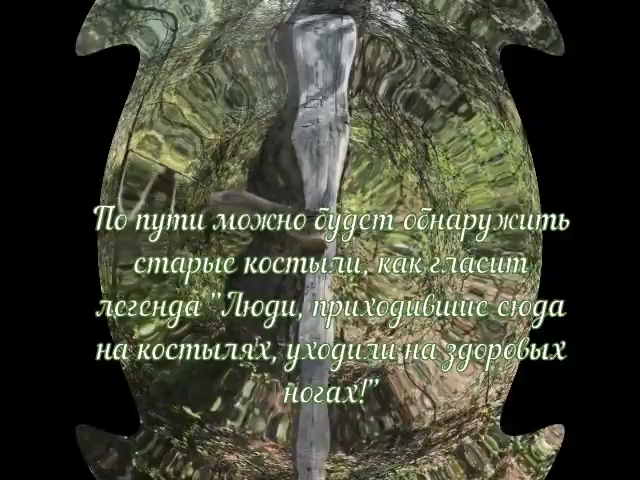 По пути можно будет обнаружить
старые костыли, как гласит
легенда "Люди, приходившие сюда
на костылях, уходили на здоровых
ногах!"